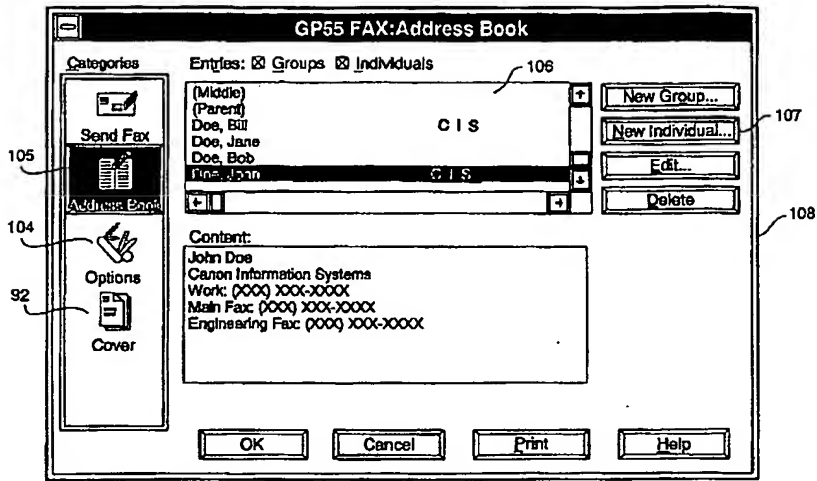 GP55 FAX:Address Book
Categories
Entries: ☒ Groups ☒ Individuals
106
(Middle)
(Parent)
Doe, Bill C I S
Doe, Jane
Doe, Bob
Doe, John C I S
New Group...
New Individual...
107
Edit...
Delete
108
Send Fax
105
Address Book
104
Options
92
Cover
Content:
John Doe
Canon Information Systems
Work: (XXX) XXX-XXXX
Main Fax: (XXX) XXX-XXXX
Engineering Fax: (XXX) XXX-XXXX
OK
Cancel
Print
Help